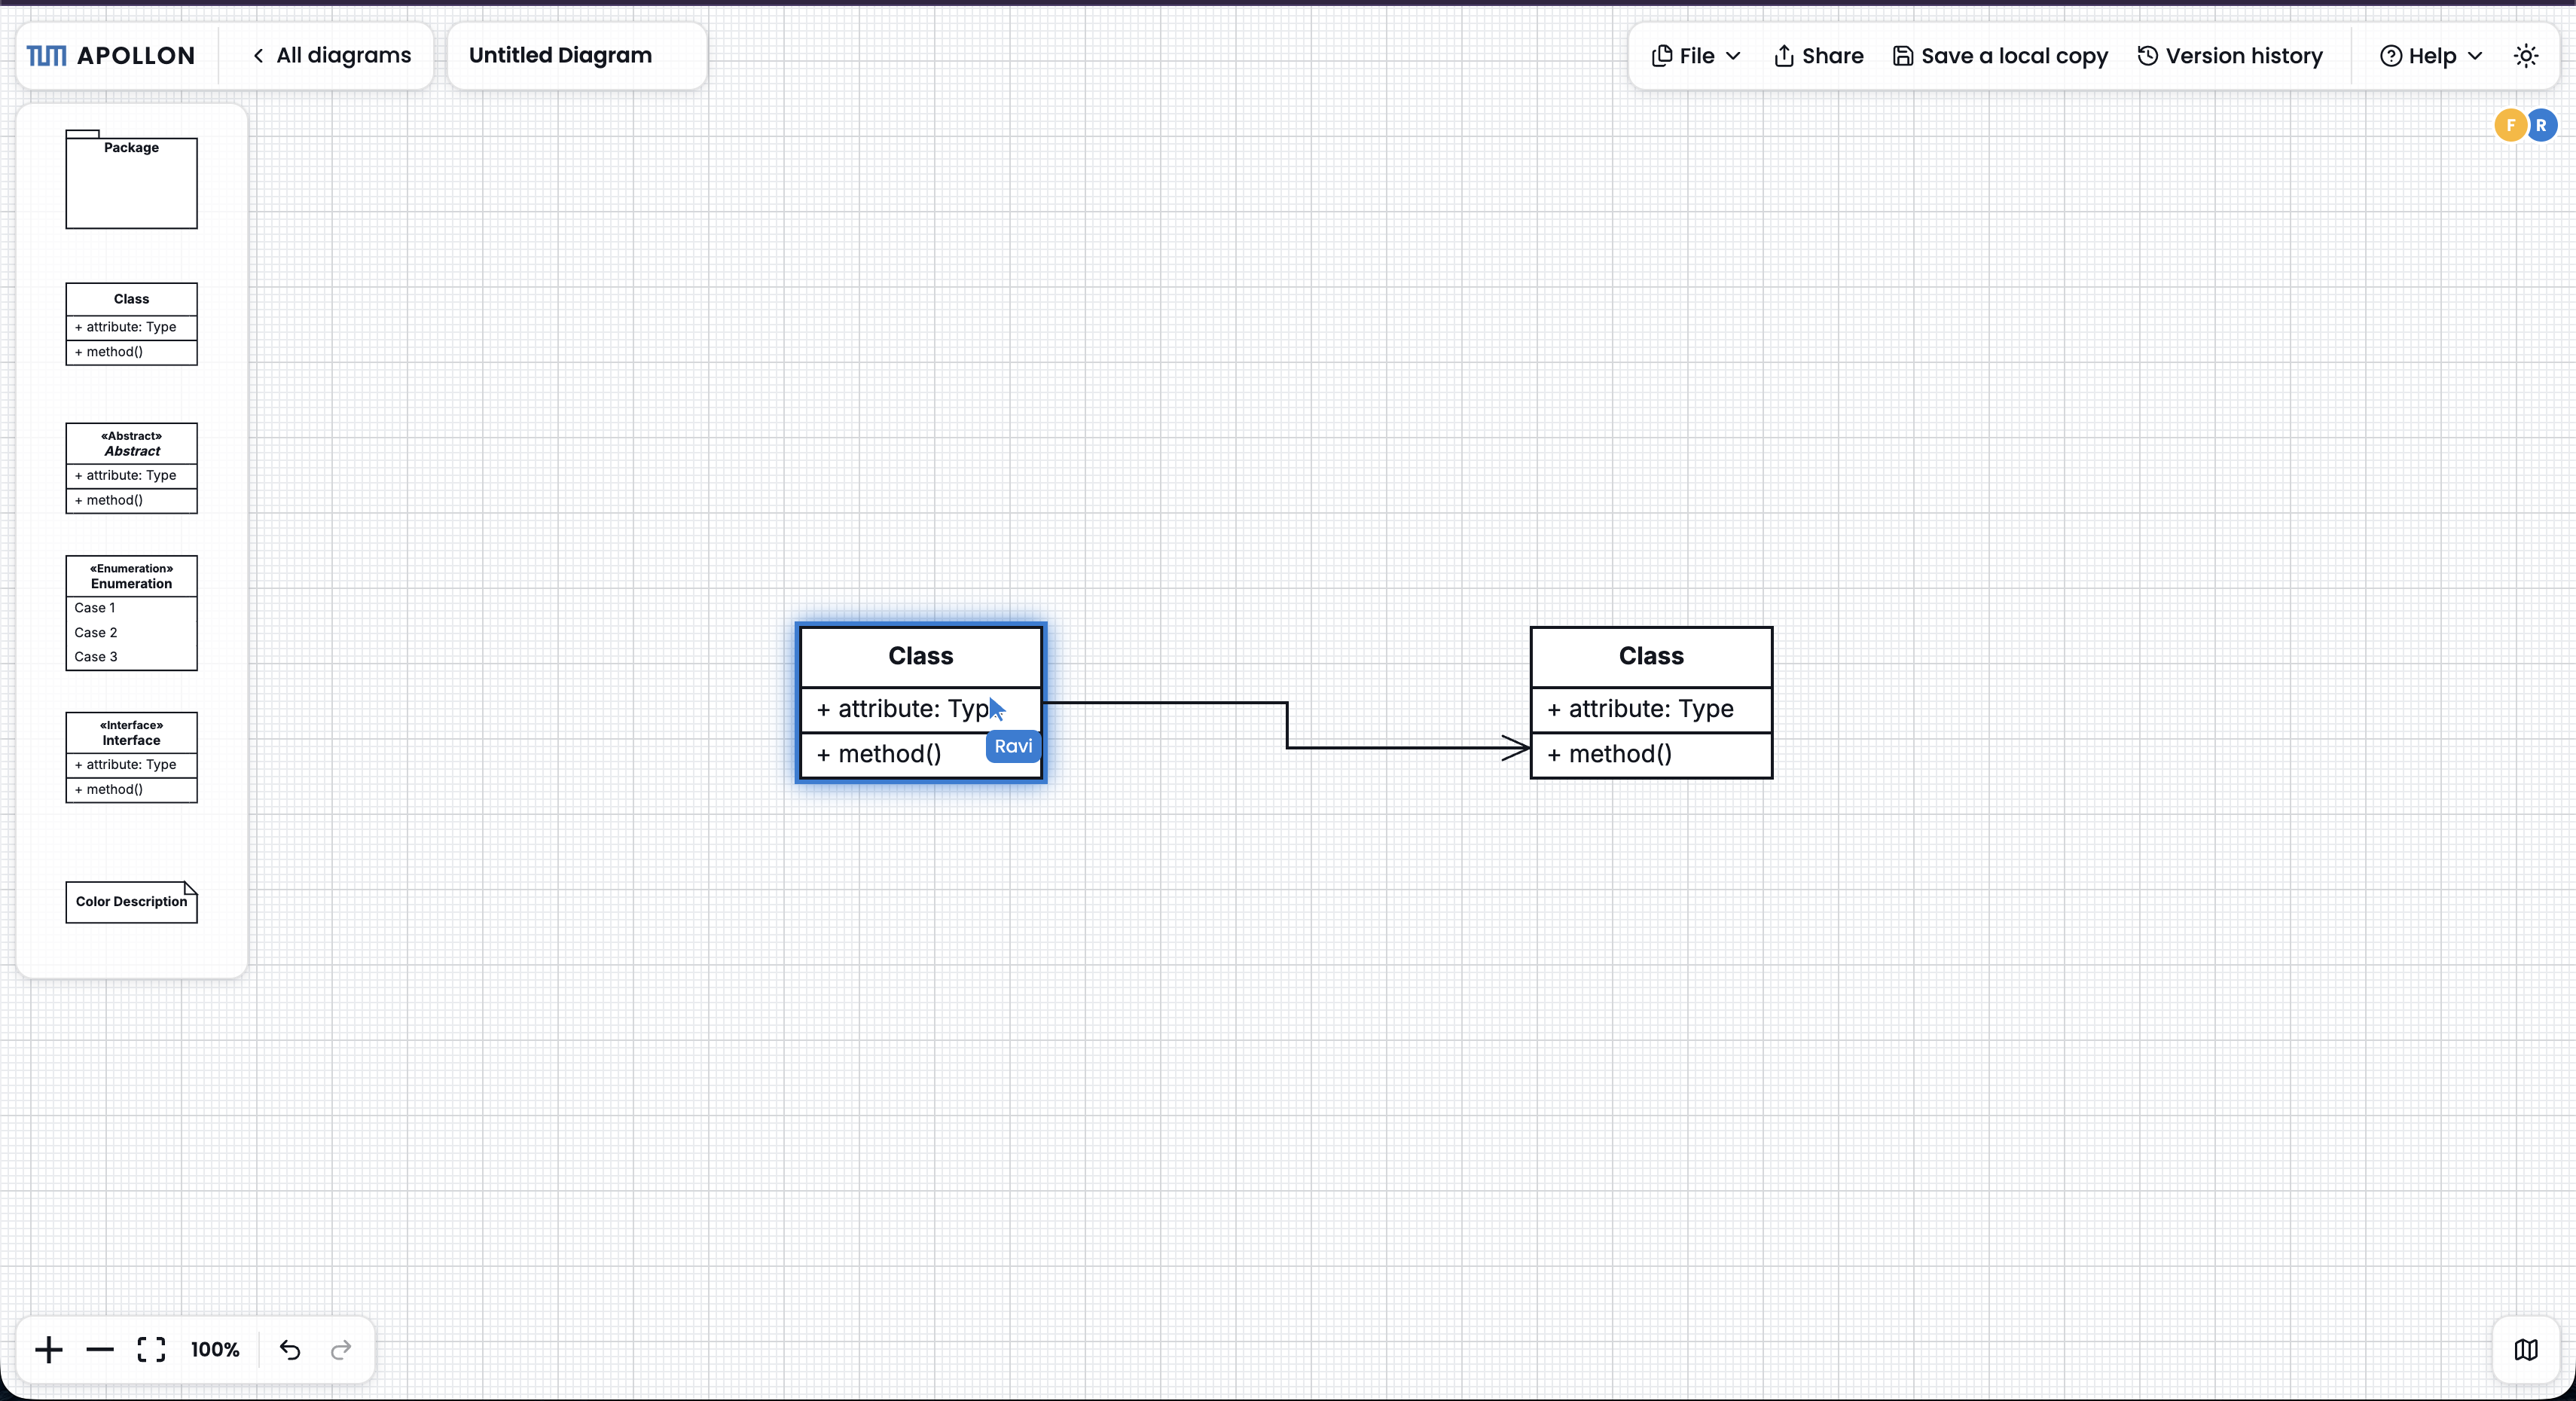 TUM APOLLON
All diagrams
Untitled Diagram
File
Share
Save a local copy
Version history
Help
F
R
Package
Class
+ attribute: Type
+ method()
«Abstract»
Abstract
+ attribute: Type
+ method()
«Enumeration»
Enumeration
Case 1
Case 2
Case 3
«Interface»
Interface
+ attribute: Type
+ method()
Color Description
Class
+ attribute: Typ
+ method()
Ravi
Class
+ attribute: Type
+ method()
100%